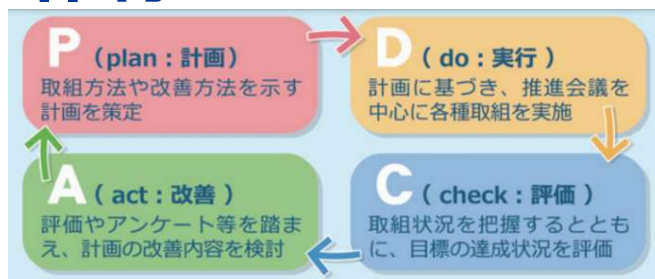 P（plan：計画）
取組方法や改善方法を示す
計画を策定
D（do：実行）
計画に基づき、推進会議を
中心に各種取組を実施
C（check：評価）
取組状況を把握するととも
に、目標の達成状況を評価
A（act：改善）
評価やアンケート等を踏ま
え、計画の改善内容を検討